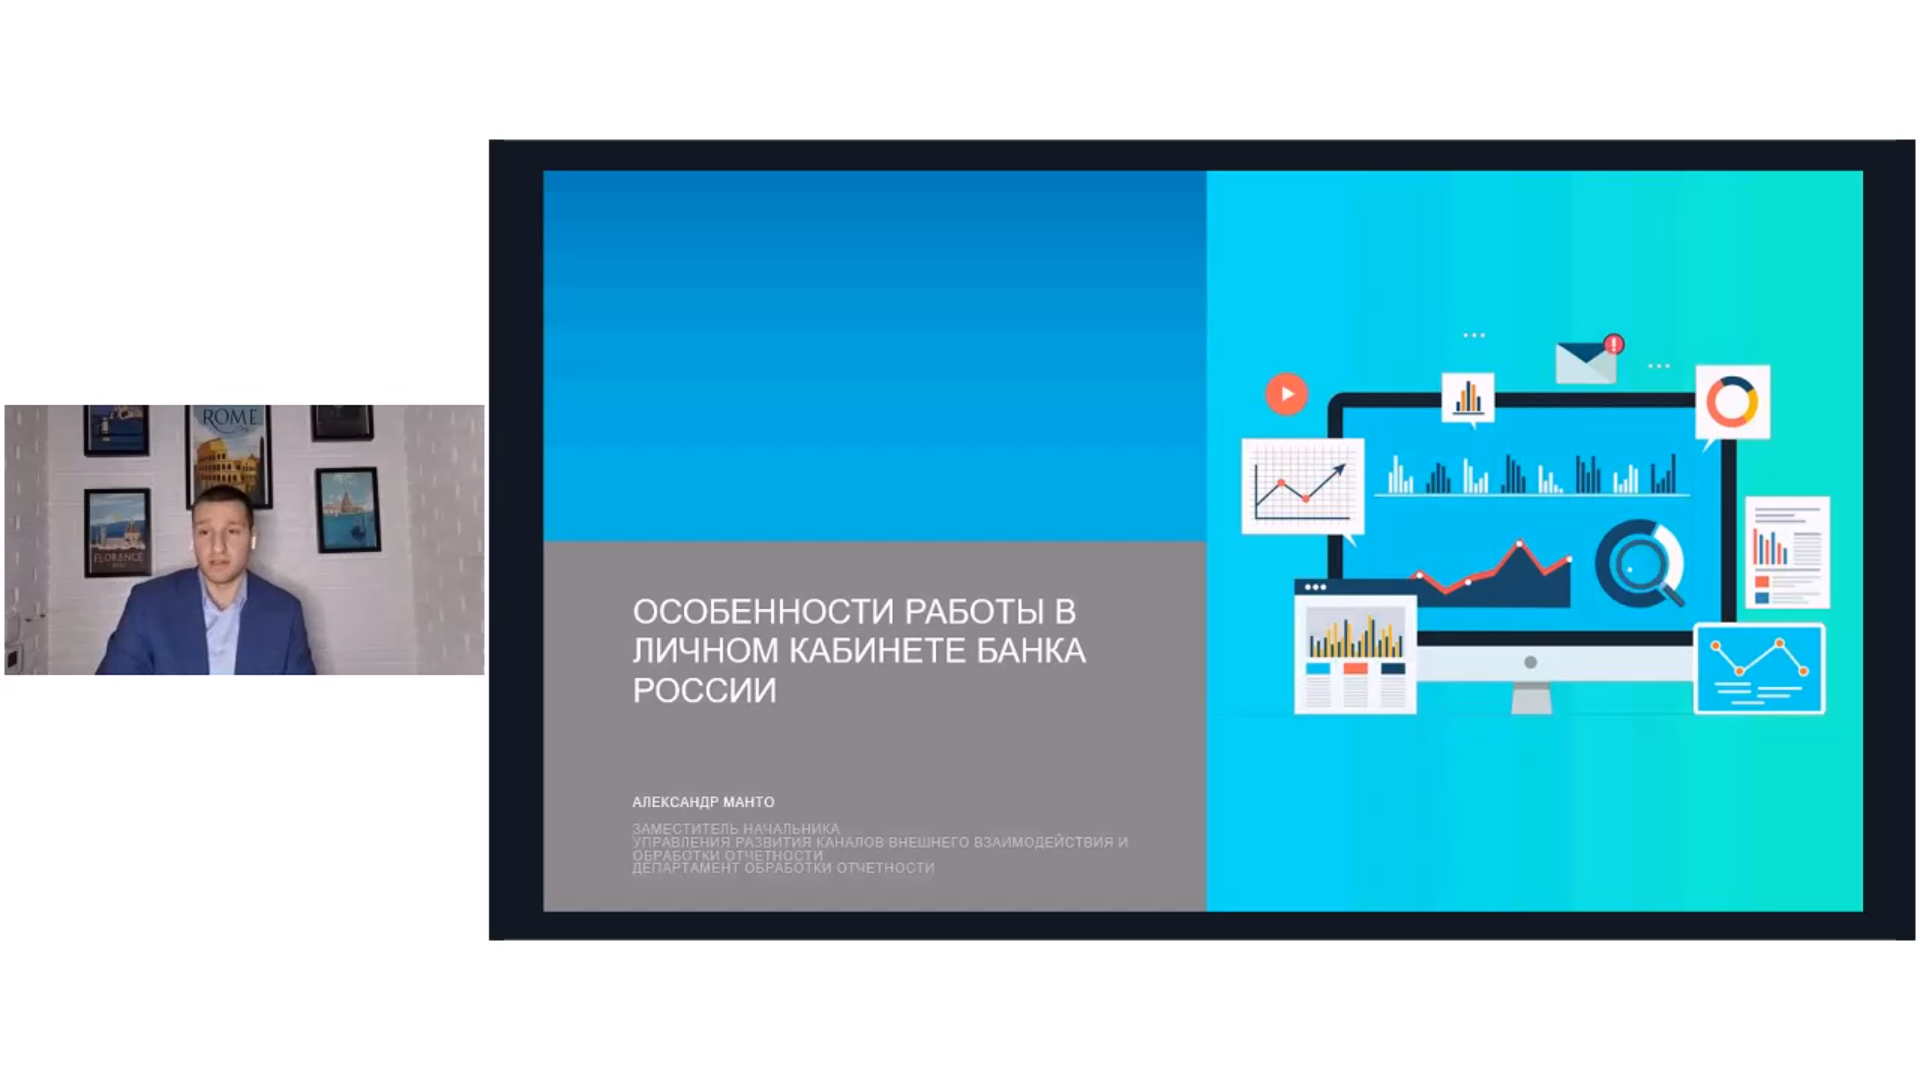 ROME
FLORENCE
ОСОБЕННОСТИ РАБОТЫ В
ЛИЧНОМ КАБИНЕТЕ БАНКА
РОССИИ
АЛЕКСАНДР МАНТО
ЗАМЕСТИТЕЛЬ НАЧАЛЬНИКА
УПРАВЛЕНИЯ РАЗВИТИЯ КАНАЛОВ ВНЕШНЕГО ВЗАИМОДЕЙСТВИЯ И
ОБРАБОТКИ ОТЧЕТНОСТИ
ДЕПАРТАМЕНТ ОБРАБОТКИ ОТЧЕТНОСТИ